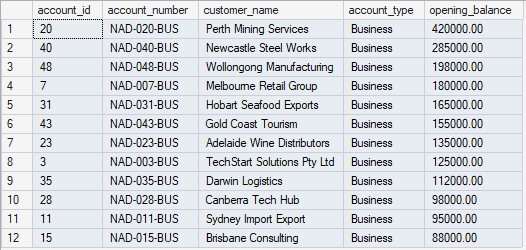 account_id account_number customer_name account_type opening_balance
1 20 NAD-020-BUS Perth Mining Services Business 420000.00
2 40 NAD-040-BUS Newcastle Steel Works Business 285000.00
3 48 NAD-048-BUS Wollongong Manufacturing Business 198000.00
4 7 NAD-007-BUS Melbourne Retail Group Business 180000.00
5 31 NAD-031-BUS Hobart Seafood Exports Business 165000.00
6 43 NAD-043-BUS Gold Coast Tourism Business 155000.00
7 23 NAD-023-BUS Adelaide Wine Distributors Business 135000.00
8 3 NAD-003-BUS TechStart Solutions Pty Ltd Business 125000.00
9 35 NAD-035-BUS Darwin Logistics Business 112000.00
10 28 NAD-028-BUS Canberra Tech Hub Business 98000.00
11 11 NAD-011-BUS Sydney Import Export Business 95000.00
12 15 NAD-015-BUS Brisbane Consulting Business 88000.00